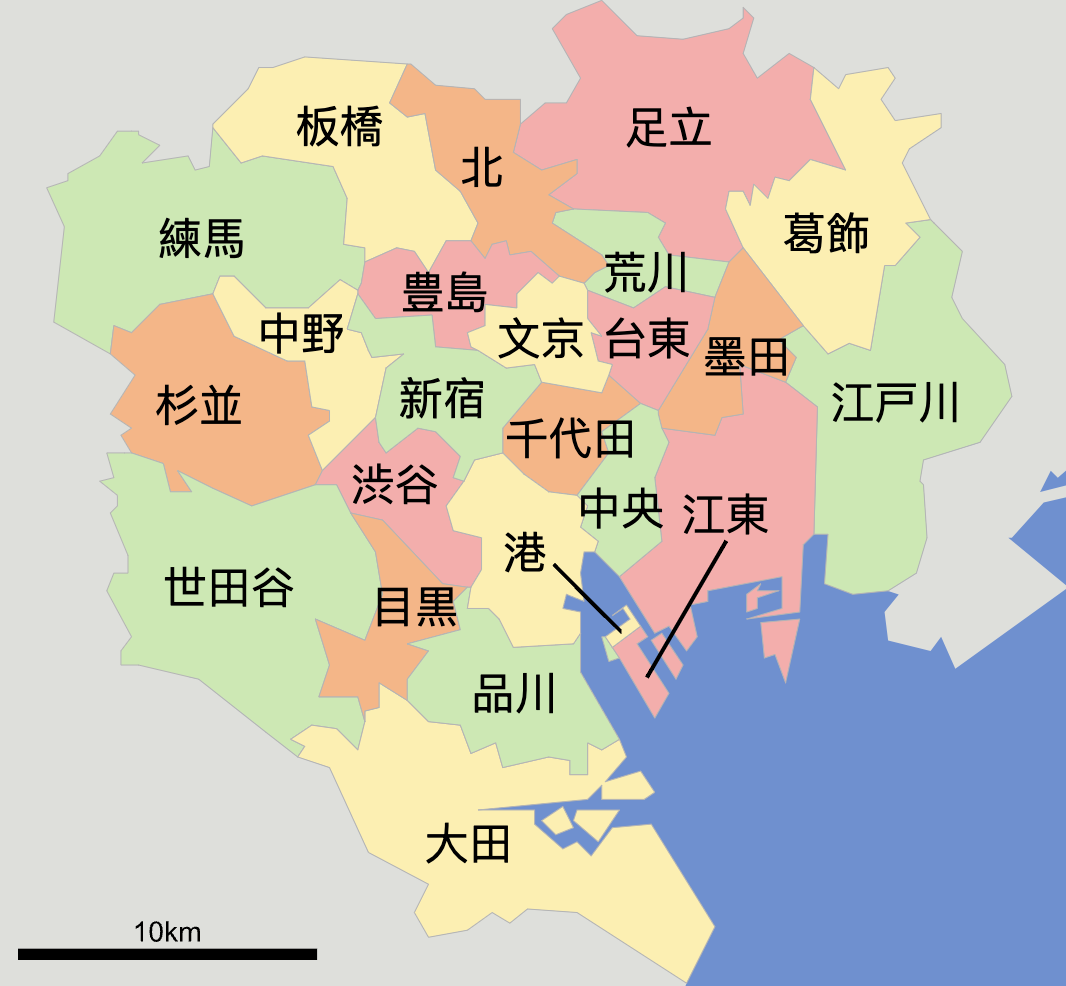 足立
板橋
北
葛飾
練馬
荒川
豊島
中野
文京
台東
墨田
杉並
新宿
江戸川
千代田
渋谷
中央
江東
港
世田谷
目黒
品川
大田
10km